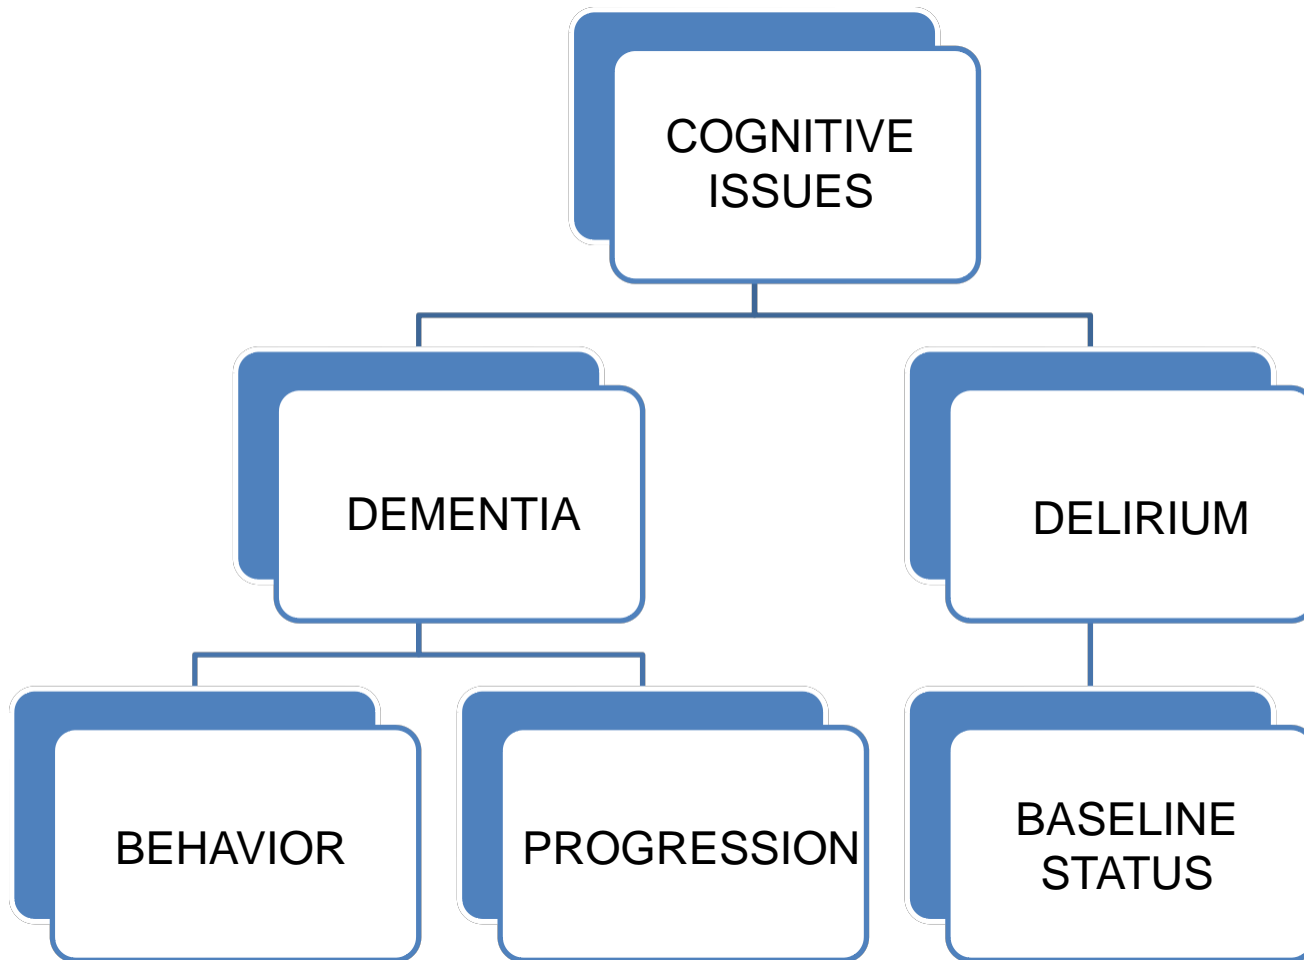 COGNITIVE
ISSUES
DEMENTIA
DELIRIUM
BEHAVIOR
PROGRESSION
BASELINE
STATUS